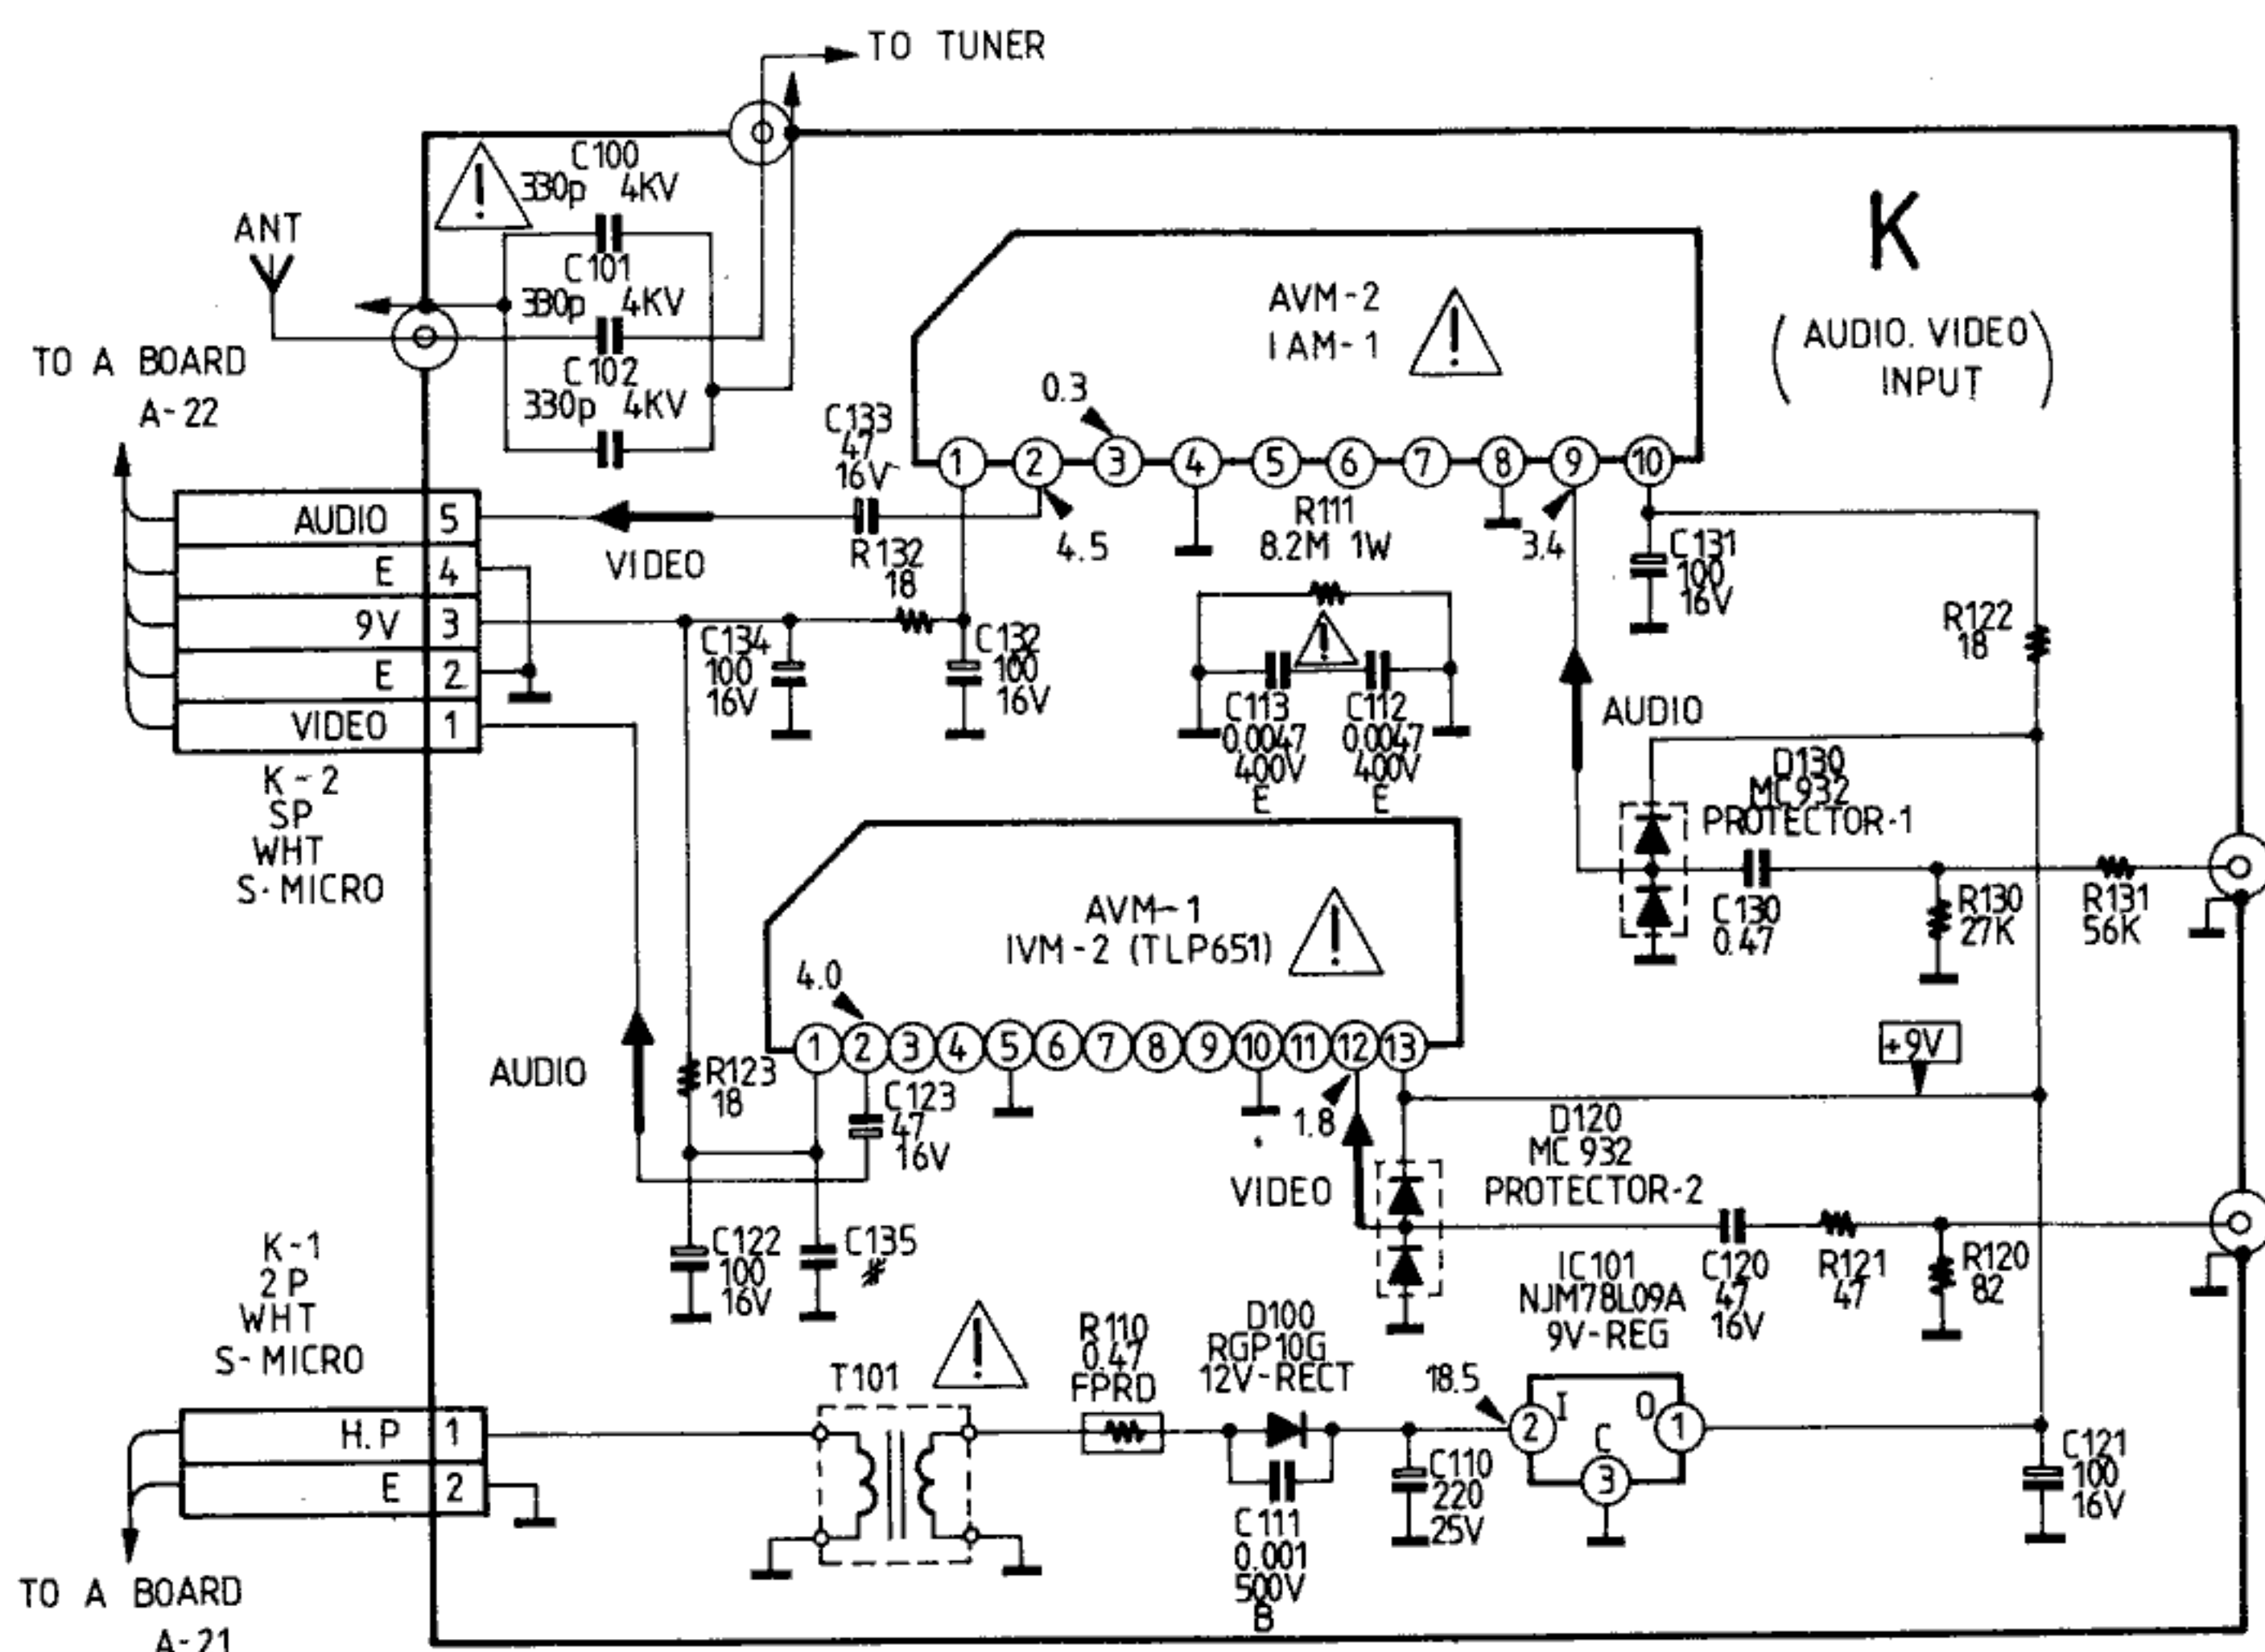 TO TUNER
C100
330p 4KV
ANT
C101
330p 4KV
C102
330p 4KV
TO A BOARD
A-22
K
(AUDIO. VIDEO
INPUT)
AVM-2
IAM-1
0.3
1 2 3 4 5 6 7 8 9 10
C133
47
16V
4.5
3.4
VIDEO
R132
18
AUDIO 5
E 4
9V 3
E 2
VIDEO 1
K-2
SP
WHT
S-MICRO
C134
100
16V
C132
100
16V
R111
8.2M 1W
C113
0.0047
400V
E
C112
0.0047
400V
E
C131
100
16V
R122
18
AUDIO
D130
MC932
PROTECTOR-1
C130
0.47
R130
27K
R131
56K
AVM-1
IVM-2 (TLP651)
4.0
1 2 3 4 5 6 7 8 9 10 11 12 13
AUDIO
R123
18
C123
47
16V
1.8
+9V
VIDEO
D120
MC 932
PROTECTOR-2
C122
100
16V
C135
C120
47
16V
R121
47
R120
82
IC101
NJM78L09A
9V-REG
K-1
2P
WHT
S-MICRO
H.P 1
E 2
TO A BOARD
A-21
T101
R110
0.47
FPRD
D100
RGP10G
12V-RECT
18.5
2 I O 1
C
3
C111
0.001
500V
B
C110
220
25V
C121
100
16V